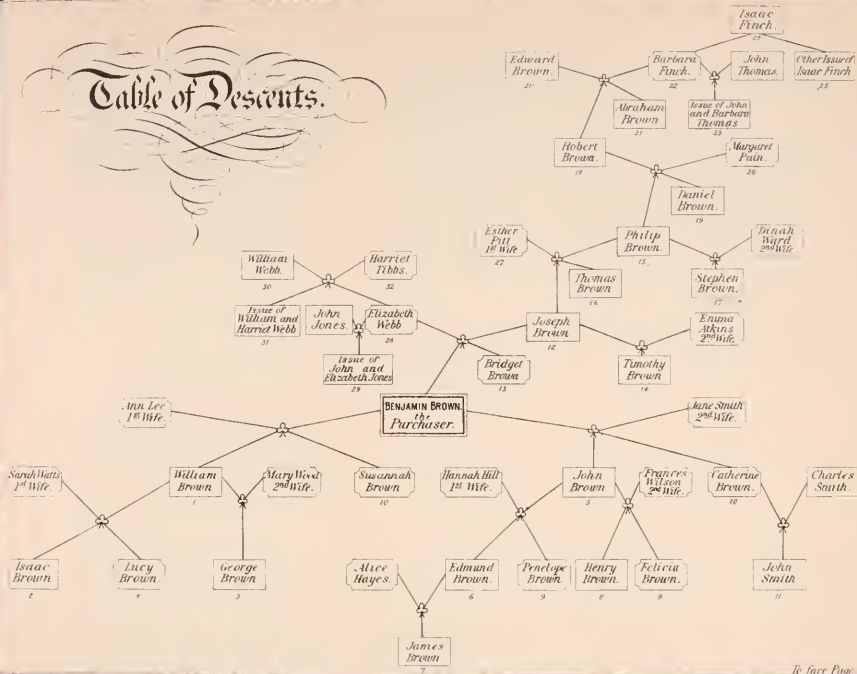 Table of Descents.
Isaac
Finch.
24
Edward
Brown.
Barbara
Finch.
22
John
Thomas.
Other Issue of
Isaac Finch
25
Abraham
Brown
21
Issue of John
and Barbara
Thomas
23
Robert
Brown.
18
Margaret
Pain.
26
Daniel
Brown.
19
Esther
Pitt
1st Wife
27
Philip
Brown.
15
Dinah
Ward
2nd Wife
Thomas
Brown
16
Stephen
Brown.
17
William
Webb.
30
Harriet
Tibbs.
32
Issue of
William and
Harriet Webb
31
John
Jones.
Elizabeth
Webb
28
Joseph
Brown
12
Emma
Atkins
2nd Wife.
Issue of
John and
Elizabeth Jones
29
Bridget
Brown
13
Timothy
Brown
14
Ann Lee
1st Wife.
BENJAMIN BROWN.
the
Purchaser.
Jane Smith
2nd Wife.
Sarah Watts
1st Wife.
William
Brown
1
Mary Wood
2nd Wife.
Susannah
Brown
10
Hannah Hill
1st Wife.
John
Brown
5
Frances
Wilson
2nd Wife.
Catherine
Brown.
10
Charles
Smith.
Isaac
Brown
2
Lucy
Brown.
4
George
Brown
3
Alice
Hayes.
Edmund
Brown.
6
Penelope
Brown.
9
Henry
Brown.
8
Felicia
Brown.
9
John
Smith
11
James
Brown
7
To face Page